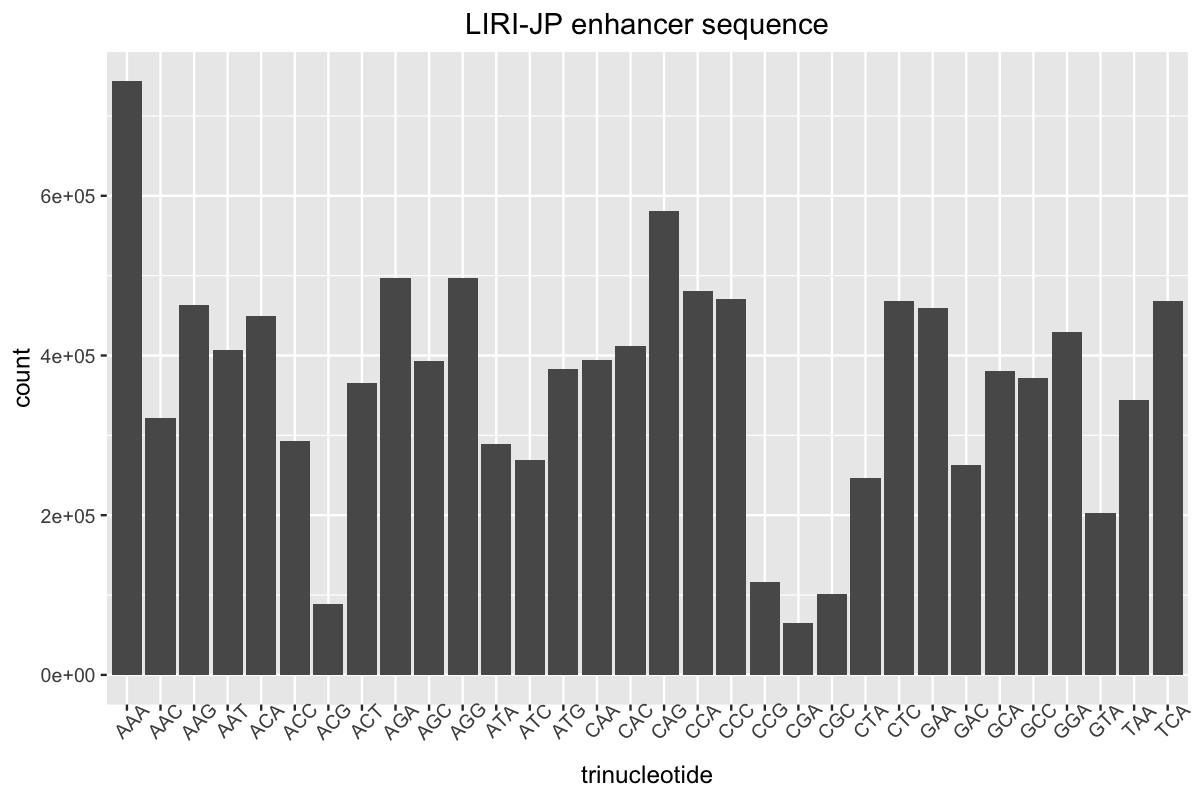 LIRI-JP enhancer sequence
count
6e+05
4e+05
2e+05
0e+00
AAA AAC AAG AAT ACA ACC ACG ACT AGA AGC AGG ATA ATC ATG CAA CAC CAG CCA CCC CCG CGA CGC CTA CTC GAA GAC GCA GCC GGA GTA TAA TCA
trinucleotide